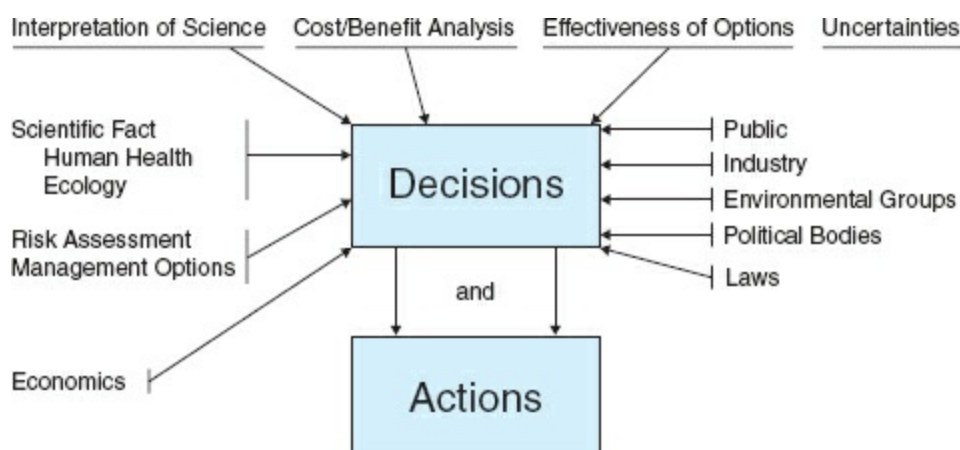 Interpretation of Science Cost/Benefit Analysis Effectiveness of Options Uncertainties
Scientific Fact
Human Health
Ecology
Risk Assessment
Management Options
Economics
Decisions
and
Actions
Public
Industry
Environmental Groups
Political Bodies
Laws